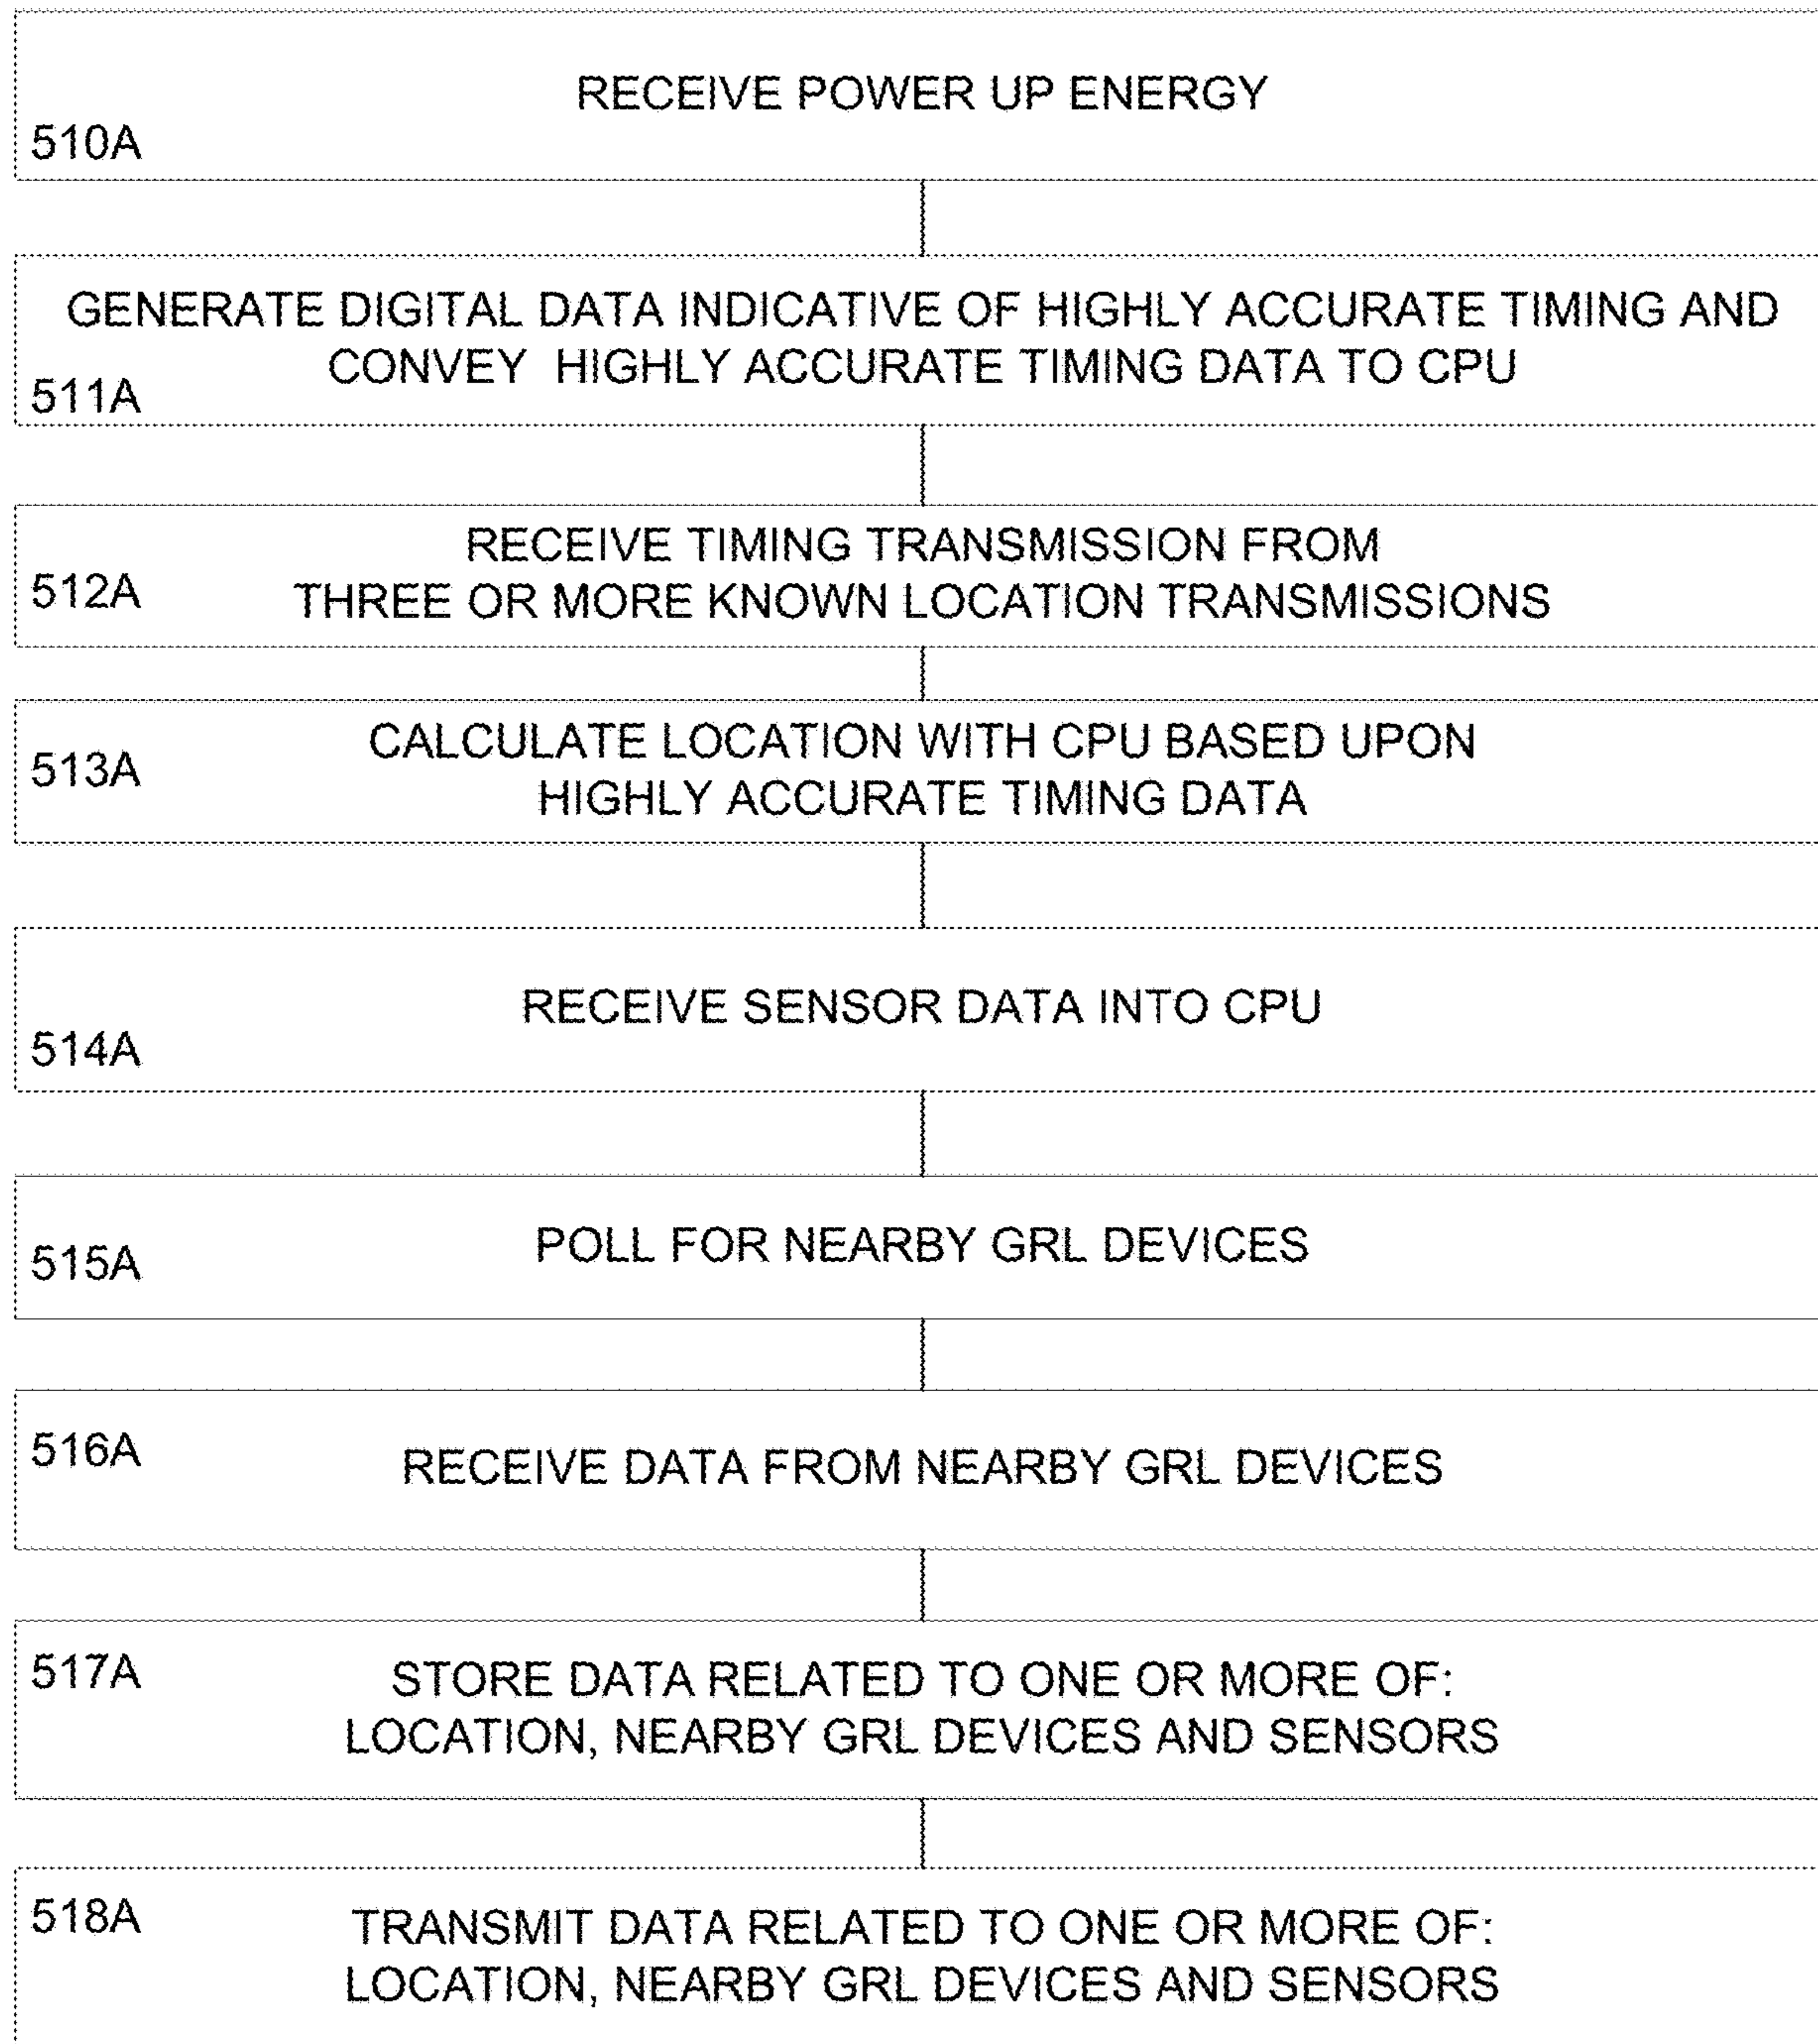 RECEIVE POWER UP ENERGY
510A
GENERATE DIGITAL DATA INDICATIVE OF HIGHLY ACCURATE TIMING AND
CONVEY HIGHLY ACCURATE TIMING DATA TO CPU
511A
RECEIVE TIMING TRANSMISSION FROM
512A
THREE OR MORE KNOWN LOCATION TRANSMISSIONS
CALCULATE LOCATION WITH CPU BASED UPON
513A
HIGHLY ACCURATE TIMING DATA
RECEIVE SENSOR DATA INTO CPU
514A
POLL FOR NEARBY GRL DEVICES
515A
516A
RECEIVE DATA FROM NEARBY GRL DEVICES
517A
STORE DATA RELATED TO ONE OR MORE OF:
LOCATION, NEARBY GRL DEVICES AND SENSORS
518A
TRANSMIT DATA RELATED TO ONE OR MORE OF:
LOCATION, NEARBY GRL DEVICES AND SENSORS